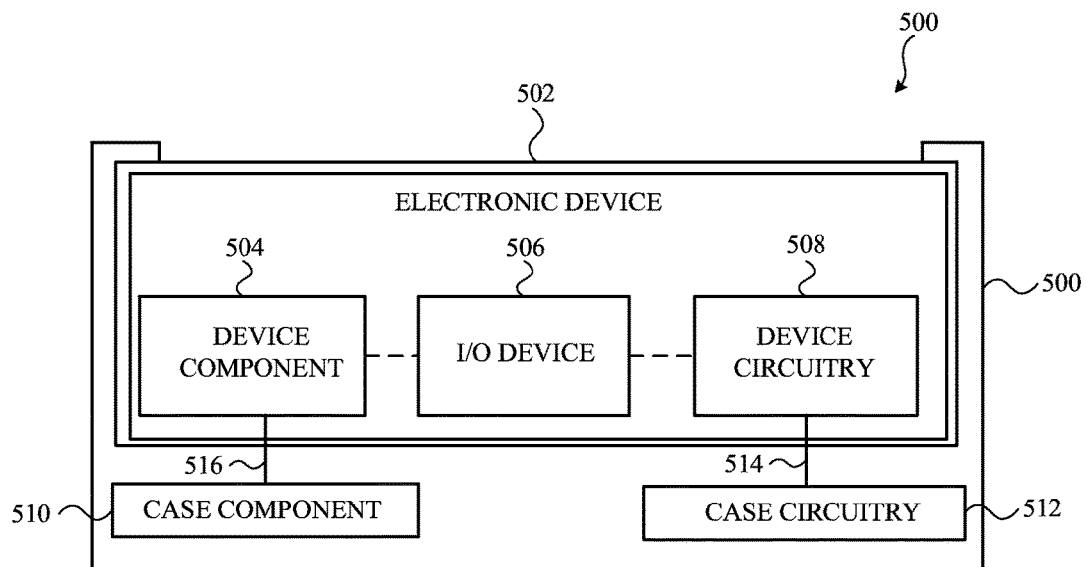 500
502
ELECTRONIC DEVICE
504
506
508
500
DEVICE
COMPONENT
I/O DEVICE
DEVICE
CIRCUITRY
516
514
510
CASE COMPONENT
CASE CIRCUITRY
512